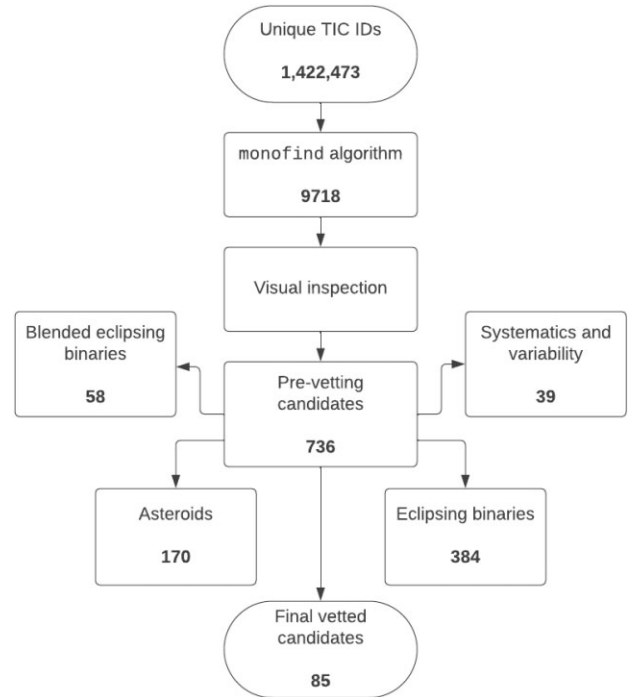 Unique TIC IDs
1,422,473
monofind algorithm
9718
Visual inspection
Blended eclipsing
binaries
58
Systematics and
variability
39
Pre-vetting
candidates
736
Asteroids
170
Eclipsing binaries
384
Final vetted
candidates
85